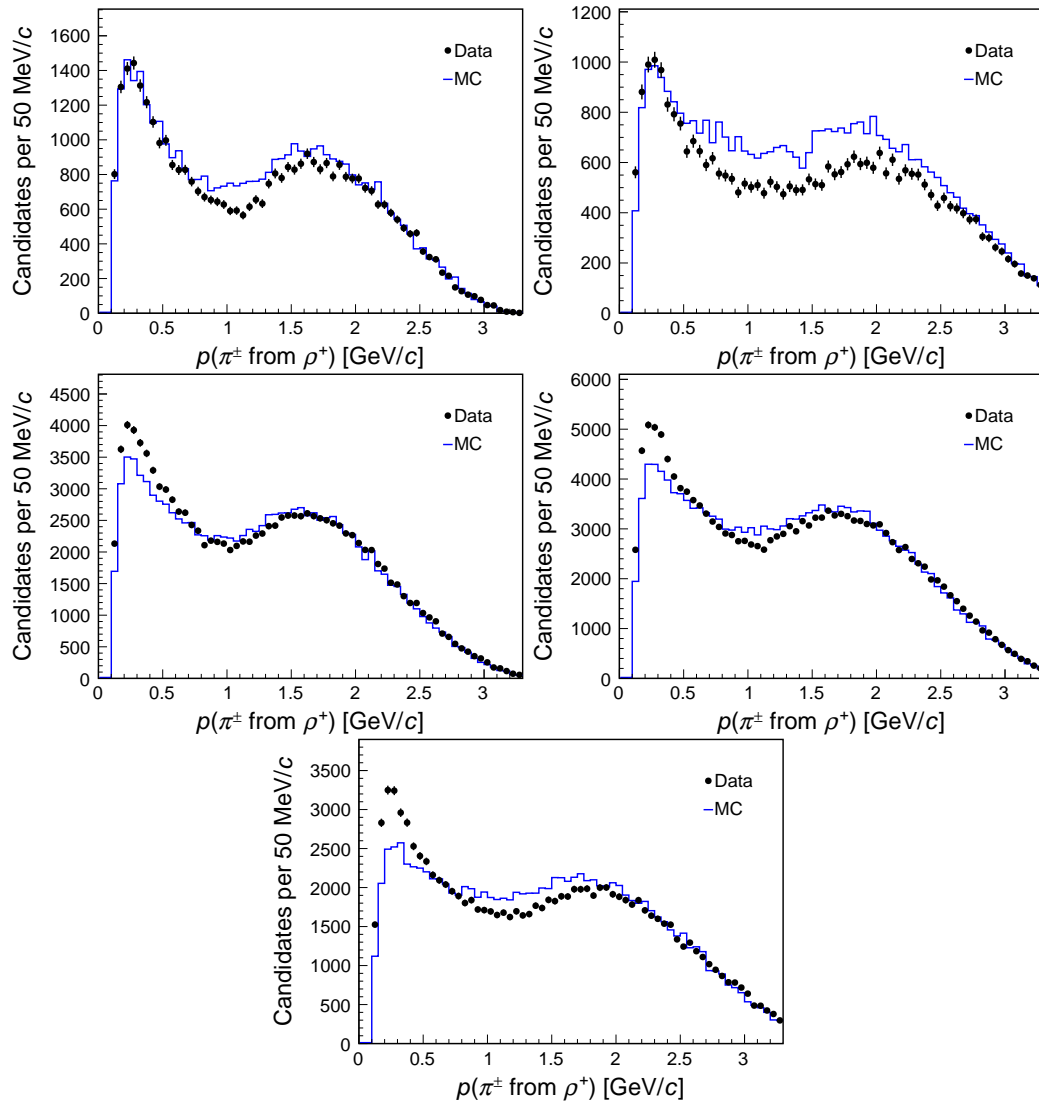 Candidates per 50 MeV/c
1600
1400
1200
1000
800
600
400
200
0
Data
MC
0 0.5 1 1.5 2 2.5 3
p(π± from ρ+) [GeV/c]
Candidates per 50 MeV/c
1200
1000
800
600
400
200
0
Data
MC
0 0.5 1 1.5 2 2.5 3
p(π± from ρ+) [GeV/c]
Candidates per 50 MeV/c
4500
4000
3500
3000
2500
2000
1500
1000
500
0
Data
MC
0 0.5 1 1.5 2 2.5 3
p(π± from ρ+) [GeV/c]
Candidates per 50 MeV/c
6000
5000
4000
3000
2000
1000
0
Data
MC
0 0.5 1 1.5 2 2.5 3
p(π± from ρ+) [GeV/c]
Candidates per 50 MeV/c
3500
3000
2500
2000
1500
1000
500
0
Data
MC
0 0.5 1 1.5 2 2.5 3
p(π± from ρ+) [GeV/c]